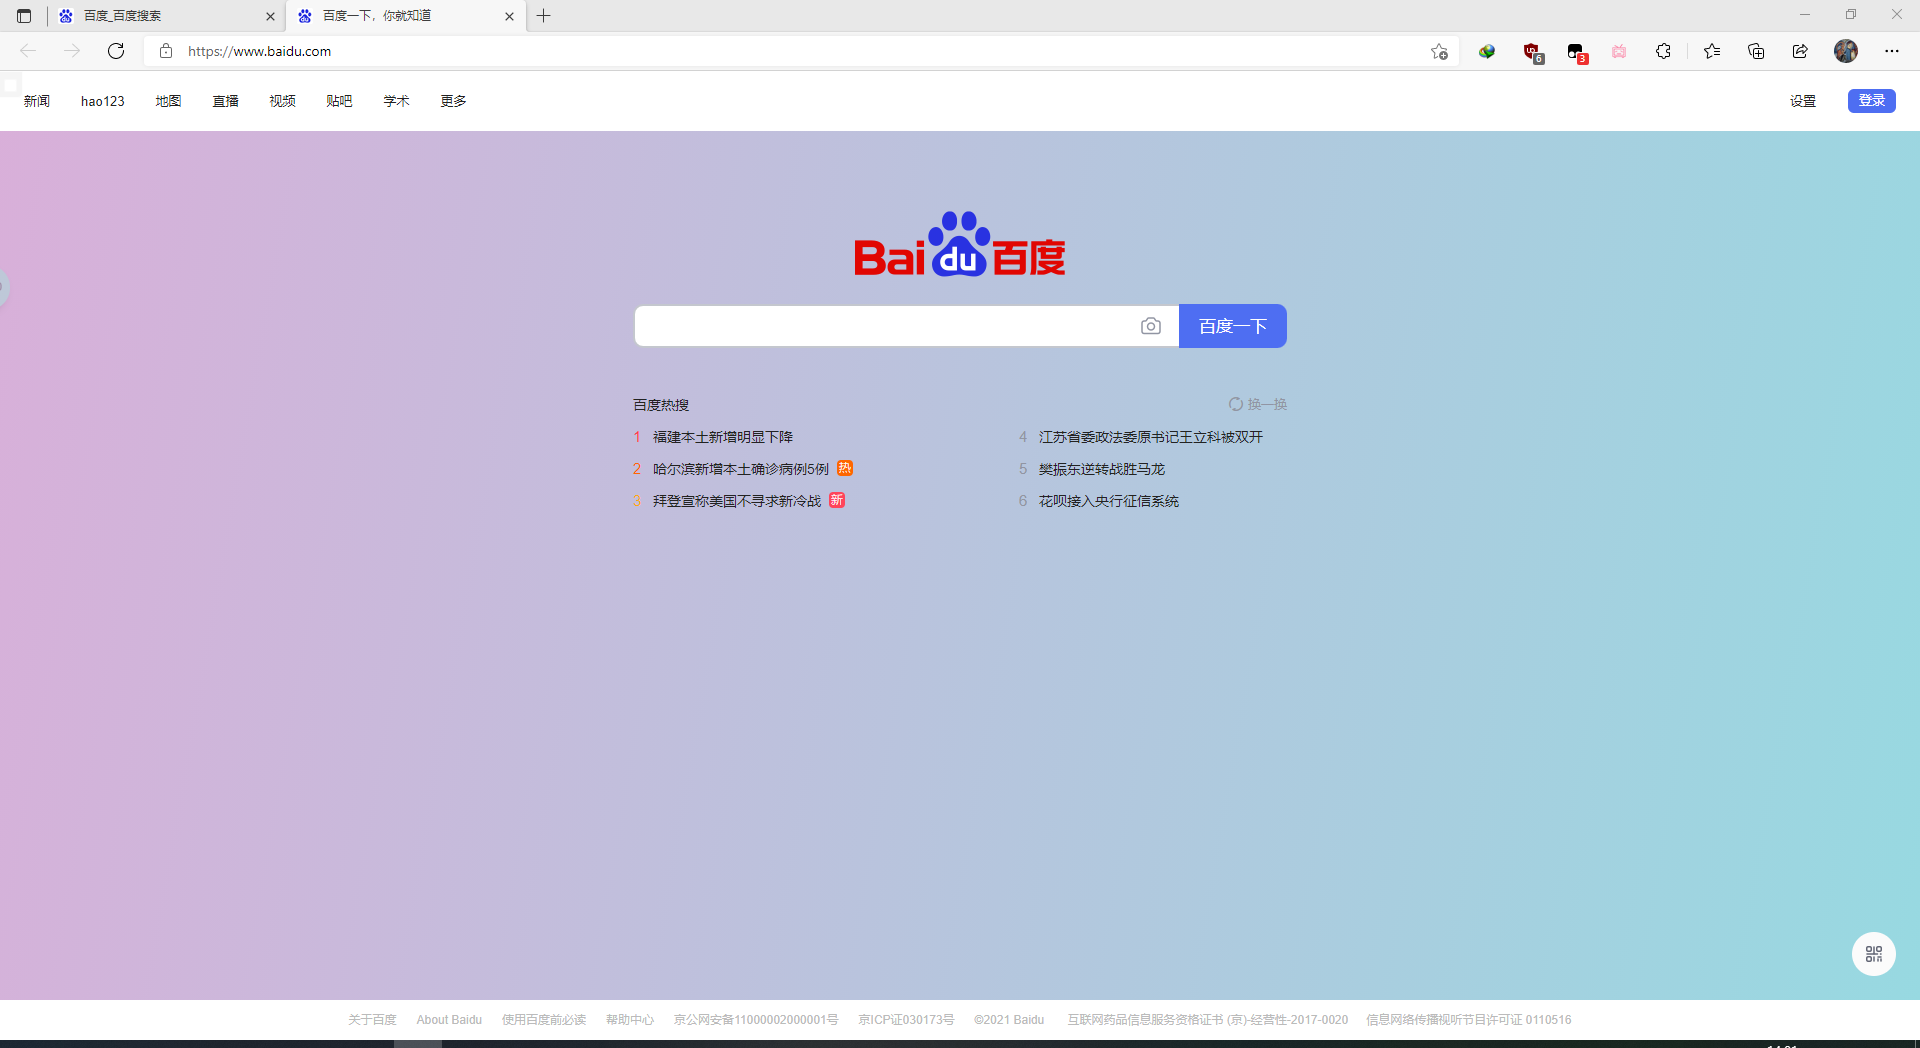 百度_百度搜索
百度一下，你就知道
https://www.baidu.com
6
3
新闻 hao123 地图 直播 视频 贴吧 学术 更多
设置 登录
Bai du 百度
百度一下
百度热搜
换一换
1 福建本土新增明显下降
2 哈尔滨新增本土确诊病例5例 热
3 拜登宣称美国不寻求新冷战 新
4 江苏省委政法委原书记王立科被双开
5 樊振东逆转战胜马龙
6 花呗接入央行征信系统
关于百度 About Baidu 使用百度前必读 帮助中心 京公网安备11000002000001号 京ICP证030173号 ©2021 Baidu 互联网药品信息服务资格证书 (京)-经营性-2017-0020 信息网络传播视听节目许可证 0110516